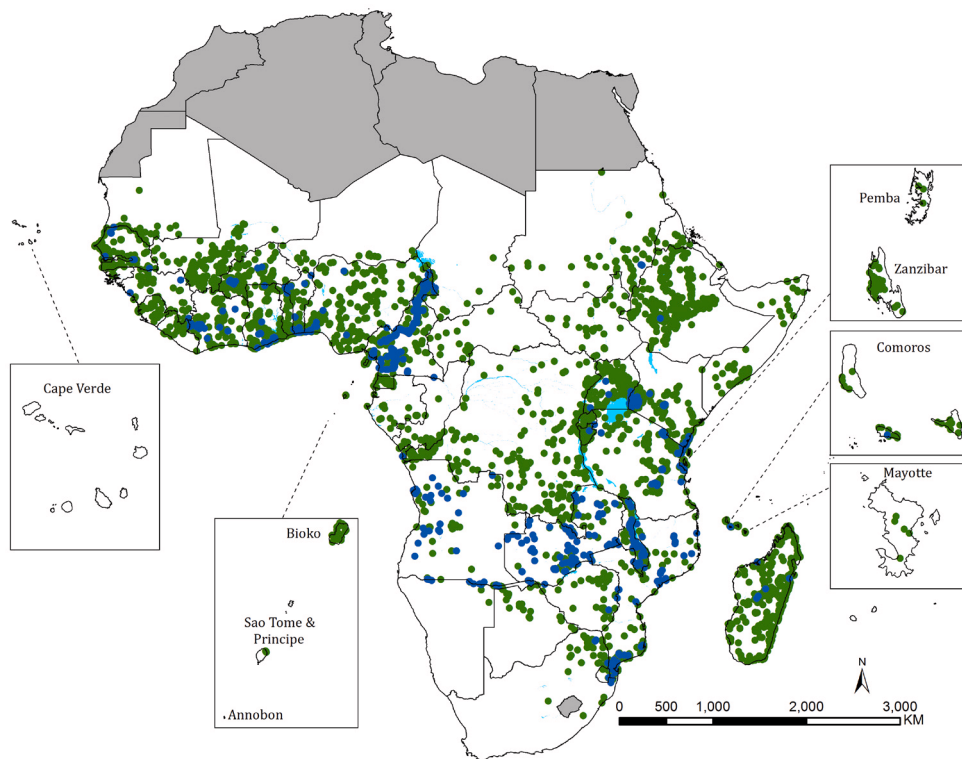 Pemba
Zanzibar
Comoros
Cape Verde
Mayotte
Bioko
Sao Tome &
Principe
Annobon
N
0 500 1,000 2,000 3,000
KM